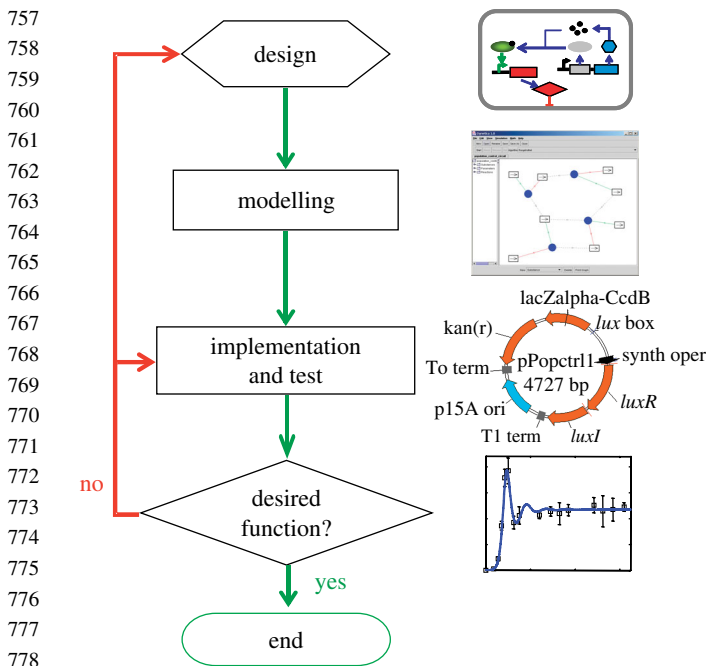 757
758
759
760
761
762
763
764
765
766
767
768
769
770
771
772
773
774
775
776
777
778
design
modelling
implementation
and test
no
desired
function?
yes
end
lacZalpha-CcdB
kan(r)
lux box
To term
pPopctrl1
4727 bp
synth oper
p15A ori
luxR
T1 term
luxI